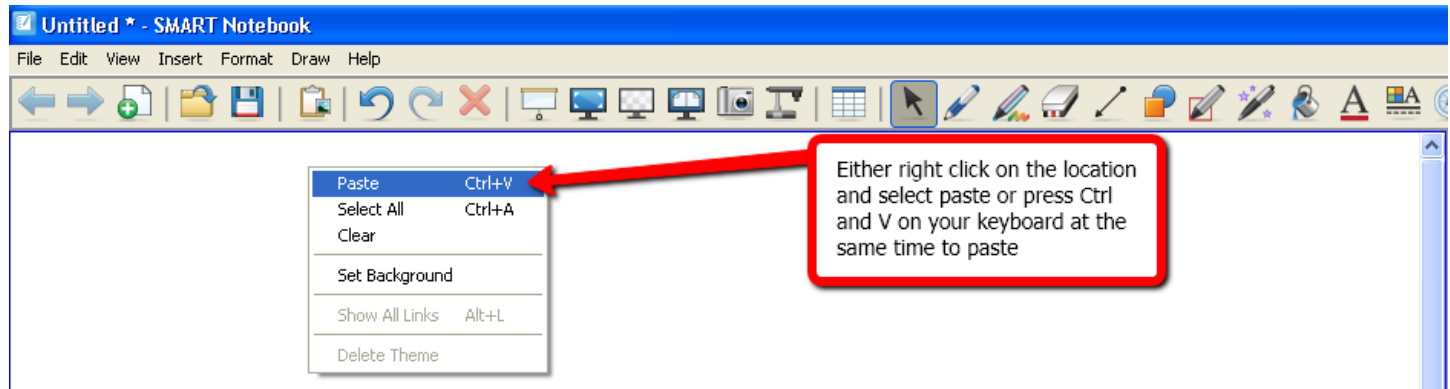 Untitled * - SMART Notebook
File Edit View Insert Format Draw Help
Paste Ctrl+V
Select All Ctrl+A
Clear
Set Background
Show All Links Alt+L
Delete Theme
Either right click on the location
and select paste or press Ctrl
and V on your keyboard at the
same time to paste